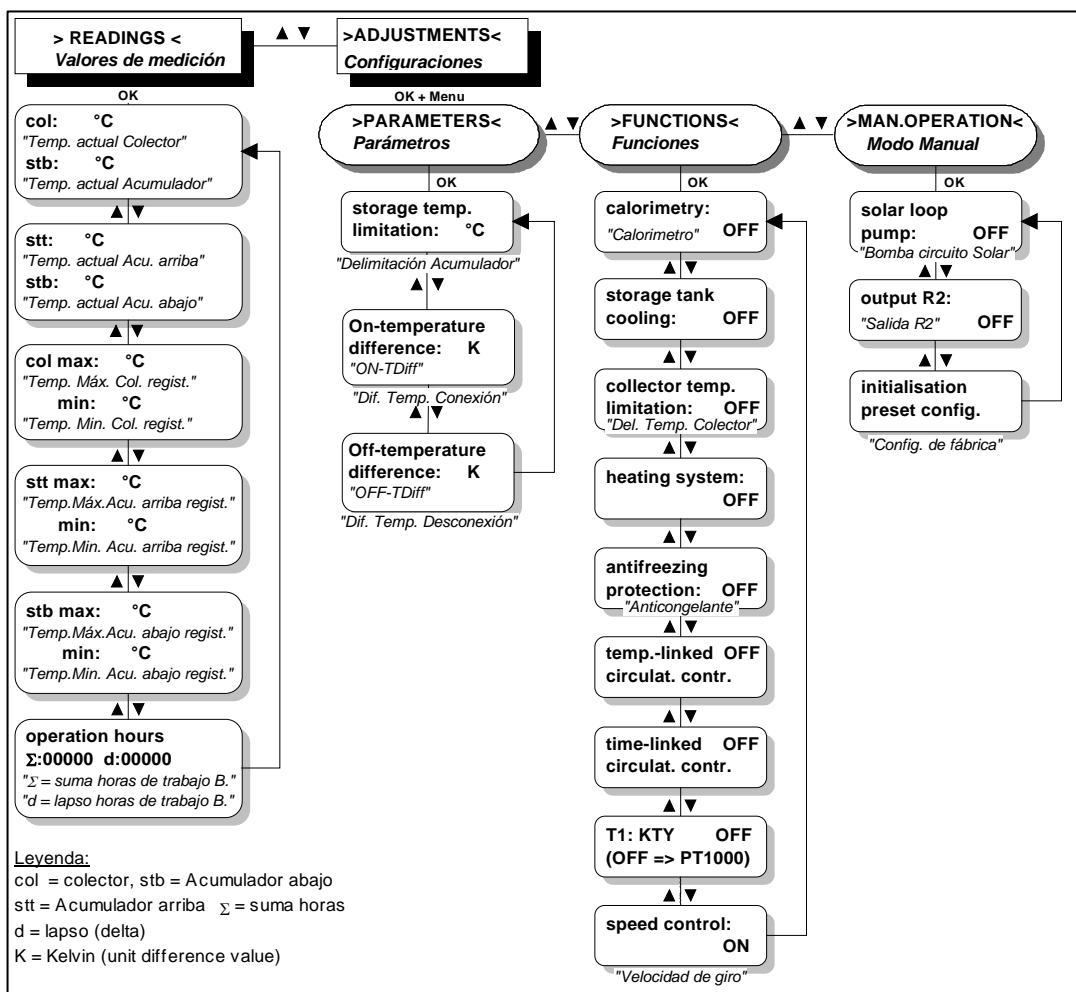 > READINGS <
Valores de medición
▲ ▼
>ADJUSTMENTS<
Configuraciones
OK
col: °C
"Temp. actual Colector"
stb: °C
"Temp. actual Acumulador"
▲ ▼
stt: °C
"Temp. actual Acu. arriba"
stb: °C
"Temp. actual Acu. abajo"
▲ ▼
col max: °C
"Temp. Máx. Col. regist."
min: °C
"Temp. Min. Col. regist."
▲ ▼
stt max: °C
"Temp.Máx.Acu. arriba regist."
min: °C
"Temp.Min. Acu. arriba regist."
▲ ▼
stb max: °C
"Temp.Máx.Acu. abajo regist."
min: °C
"Temp.Min. Acu. abajo regist."
▲ ▼
operation hours
Σ:00000 d:00000
"Σ = suma horas de trabajo B."
"d = lapso horas de trabajo B."
OK + Menu
>PARAMETERS<
Parámetros
▲ ▼
>FUNCTIONS<
Funciones
▲ ▼
>MAN.OPERATION<
Modo Manual
OK
storage temp.
limitation: °C
"Delimitación Acumulador"
▲ ▼
On-temperature
difference: K
"ON-TDiff"
"Dif. Temp. Conexión"
▲ ▼
Off-temperature
difference: K
"OFF-TDiff"
"Dif. Temp. Desconexión"
OK
calorimetry:
"Calorimetro" OFF
▲ ▼
storage tank
cooling: OFF
▲ ▼
collector temp.
limitation: OFF
"Del. Temp. Colector"
▲ ▼
heating system:
OFF
▲ ▼
antifreezing
protection: OFF
"Anticongelante"
▲ ▼
temp.-linked OFF
circulat. contr.
▲ ▼
time-linked OFF
circulat. contr.
▲ ▼
T1: KTY OFF
(OFF => PT1000)
▲ ▼
speed control:
ON
"Velocidad de giro"
OK
solar loop
pump: OFF
"Bomba circuito Solar"
▲ ▼
output R2:
"Salida R2" OFF
▲ ▼
initialisation
preset config.
"Config. de fábrica"
Leyenda:
col = colector, stb = Acumulador abajo
stt = Acumulador arriba Σ = suma horas
d = lapso (delta)
K = Kelvin (unit difference value)